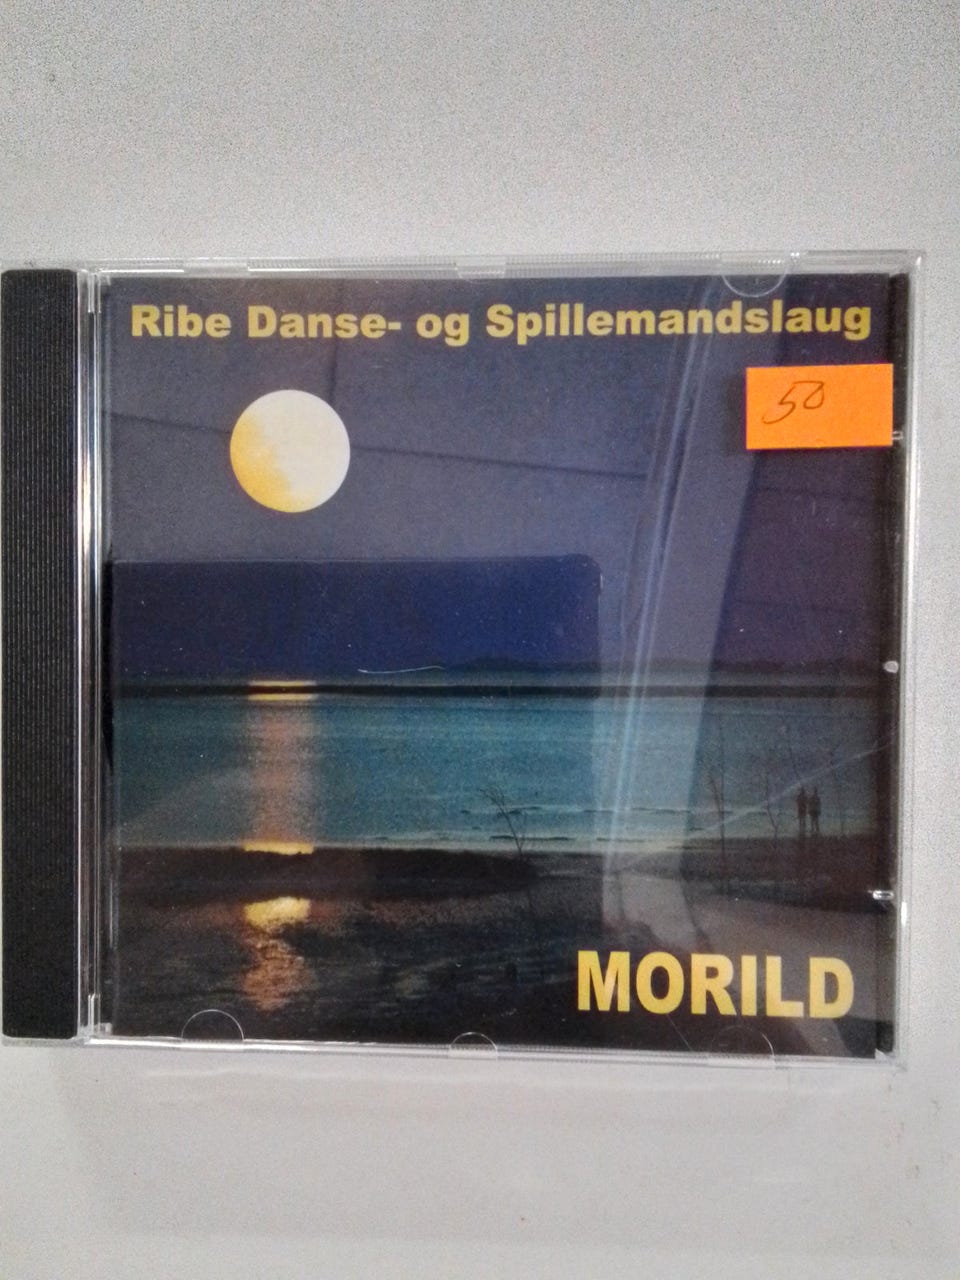 Ribe Danse- og Spillemandslaug
50
MORILD